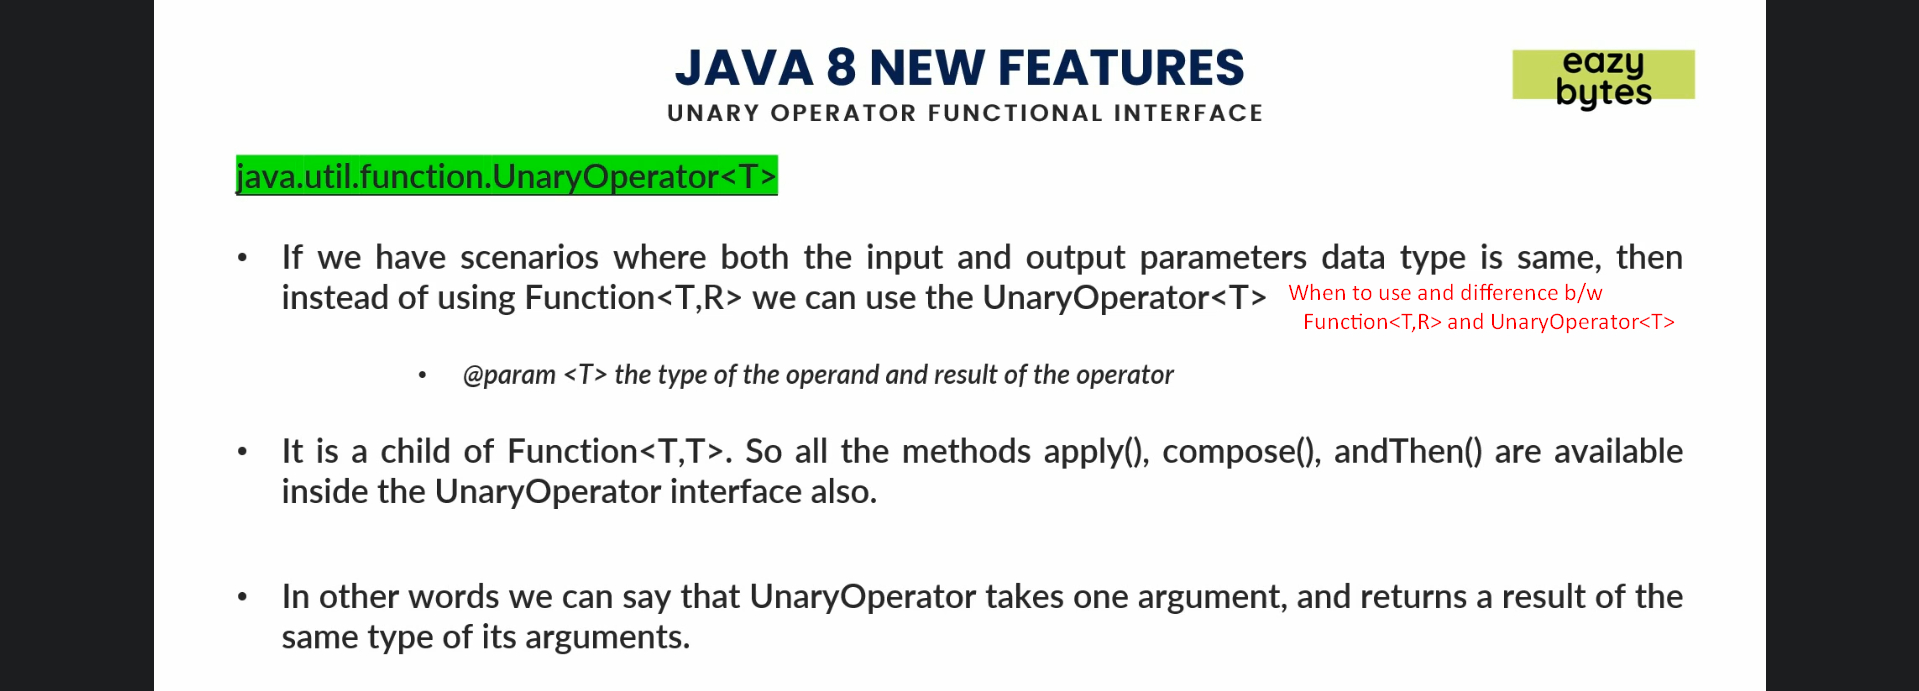 JAVA 8 NEW FEATURES
UNARY OPERATOR FUNCTIONAL INTERFACE
eazy
bytes
java.util.function.UnaryOperator<T>
• If we have scenarios where both the input and output parameters data type is same, then
instead of using Function<T,R> we can use the UnaryOperator<T>
When to use and difference b/w
Function<T,R> and UnaryOperator<T>
• @param <T> the type of the operand and result of the operator
• It is a child of Function<T,T>. So all the methods apply(), compose(), andThen() are available
inside the UnaryOperator interface also.
• In other words we can say that UnaryOperator takes one argument, and returns a result of the
same type of its arguments.